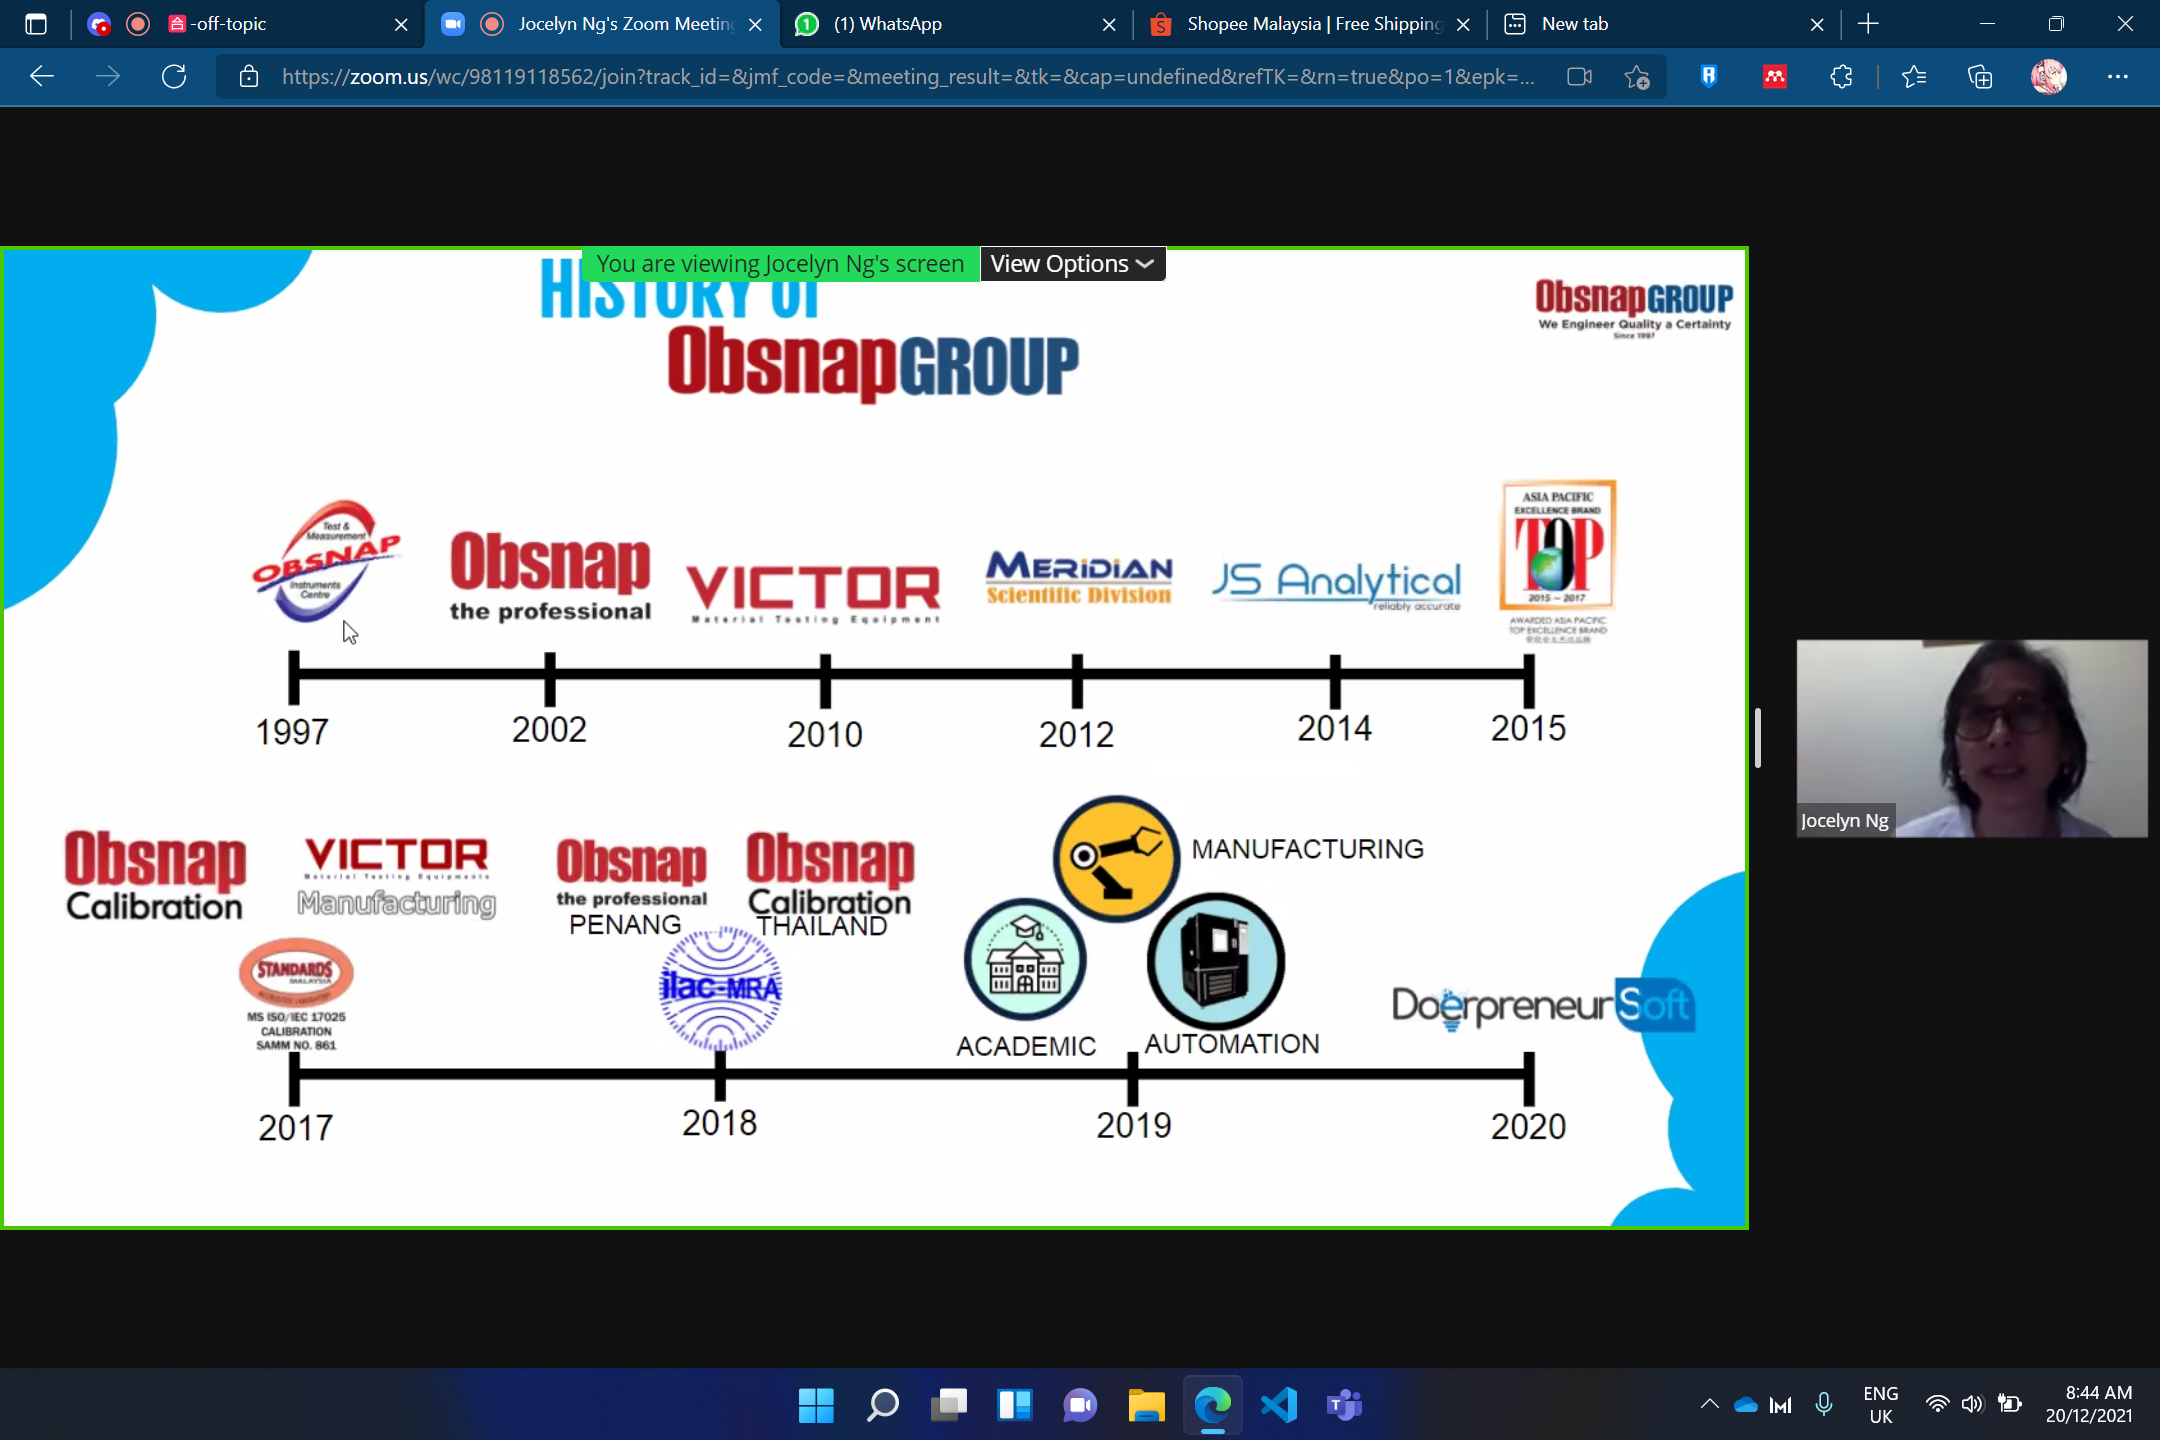 -off-topic
Jocelyn Ng's Zoom Meeting
(1) WhatsApp
Shopee Malaysia | Free Shipping
New tab
https://zoom.us/wc/98119118562/join?track_id=&jmf_code=&meeting_result=&tk=&cap=undefined&refTK=&rn=true&po=1&epk=...
You are viewing Jocelyn Ng's screen
View Options
HISTORY OF
Obsnap GROUP
Obsnap GROUP
We Engineer Quality a Certainty
Since 1997
Test &
Measurement
OBSNAP
Instruments
Centre
Obsnap
the professional
VICTOR
Material Testing Equipment
MERiDiAN
Scientific Division
JS Analytical
reliably accurate
ASIA PACIFIC
EXCELLENCE BRAND
TOP
2015 ~ 2017
AWARDED ASIA PACIFIC
TOP EXCELLENCE BRAND
1997
2002
2010
2012
2014
2015
Jocelyn Ng
Obsnap
Calibration
VICTOR
Material Testing Equipments
Manufacturing
Obsnap
the professional
PENANG
Obsnap
Calibration
THAILAND
MANUFACTURING
STANDARDS
MALAYSIA
MS ISO/IEC 17025
CALIBRATION
SAMM NO. 861
ilac-MRA
ACADEMIC
AUTOMATION
DoerpreneurSoft
2017
2018
2019
2020
ENG
UK
8:44 AM
20/12/2021